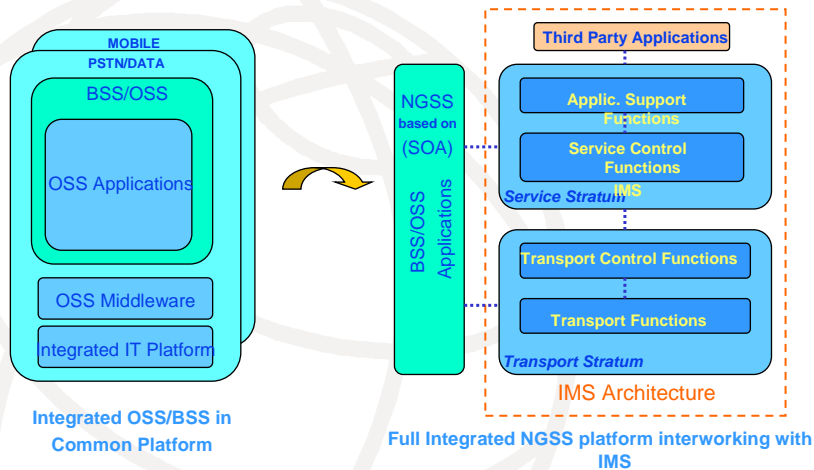 MOBILE
PSTN/DATA
BSS/OSS
OSS Applications
OSS Middleware
Integrated IT Platform
Integrated OSS/BSS in
Common Platform
NGSS
based on
(SOA)
BSS/OSS
Applications
Third Party Applications
Applic. Support
Functions
Service Control
Functions
IMS
Service Stratum
Transport Control Functions
Transport Functions
Transport Stratum
IMS Architecture
Full Integrated NGSS platform interworking with
IMS